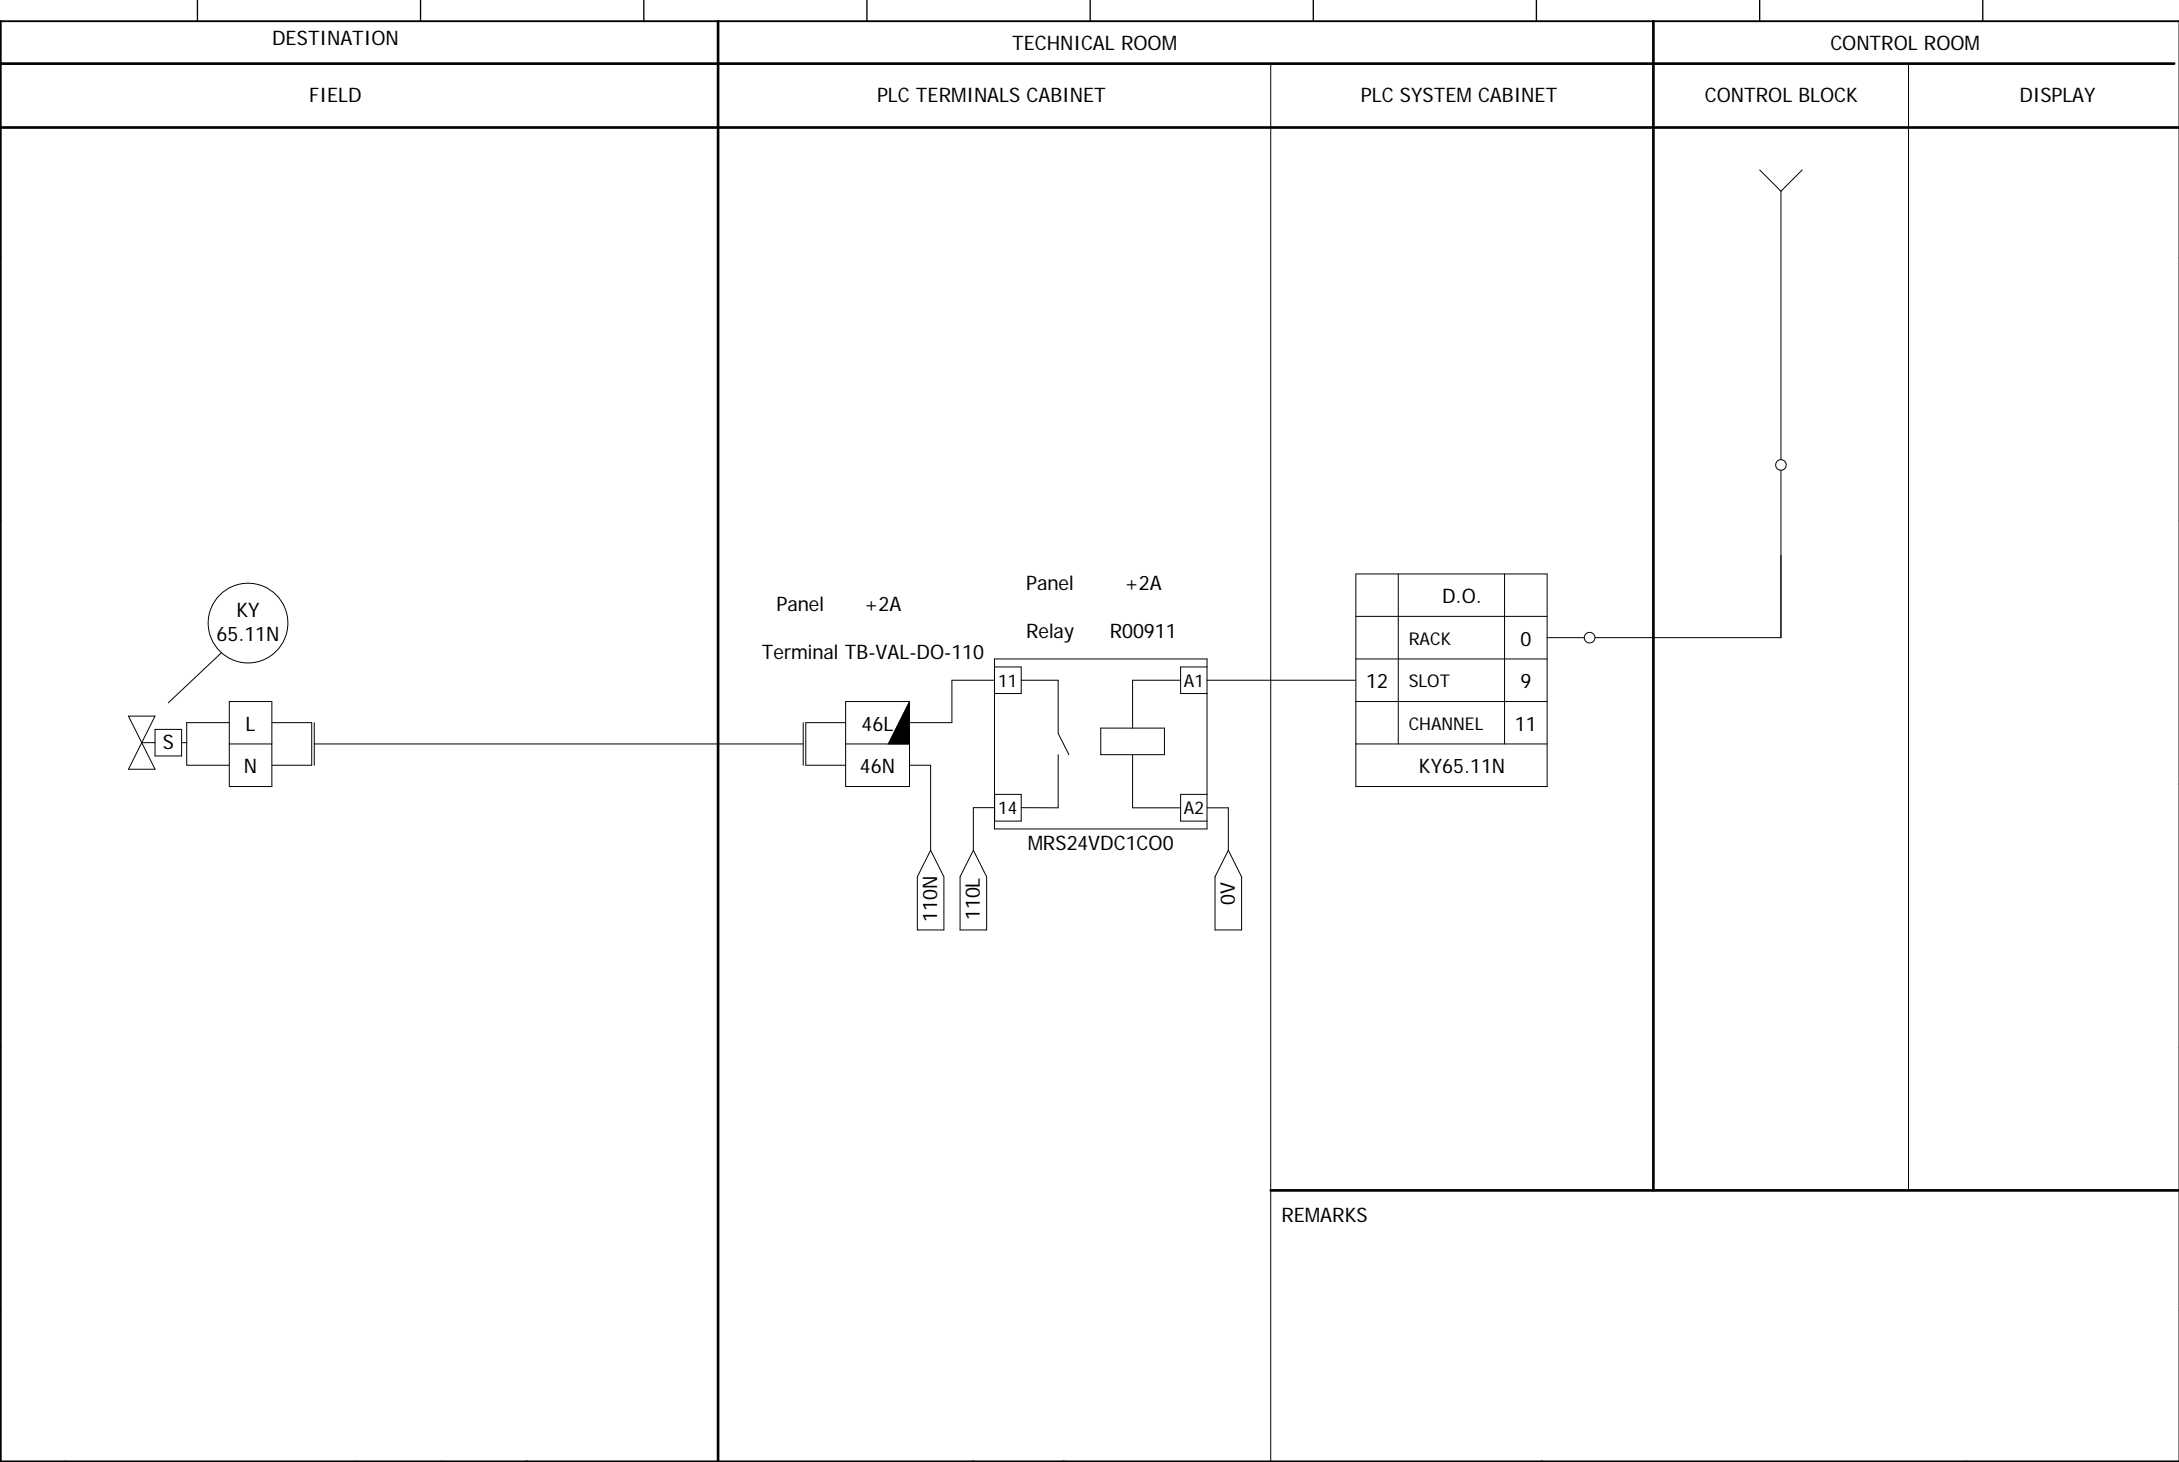 DESTINATION
TECHNICAL ROOM
CONTROL ROOM
FIELD
PLC TERMINALS CABINET
PLC SYSTEM CABINET
CONTROL BLOCK
DISPLAY
KY
65.11N
S
L
N
Panel +2A
Terminal TB-VAL-DO-110
46L
46N
Panel +2A
Relay R00911
11
A1
14
A2
MRS24VDC1CO0
110N
110L
0V
D.O.
RACK 0
12 SLOT 9
CHANNEL 11
KY65.11N
REMARKS